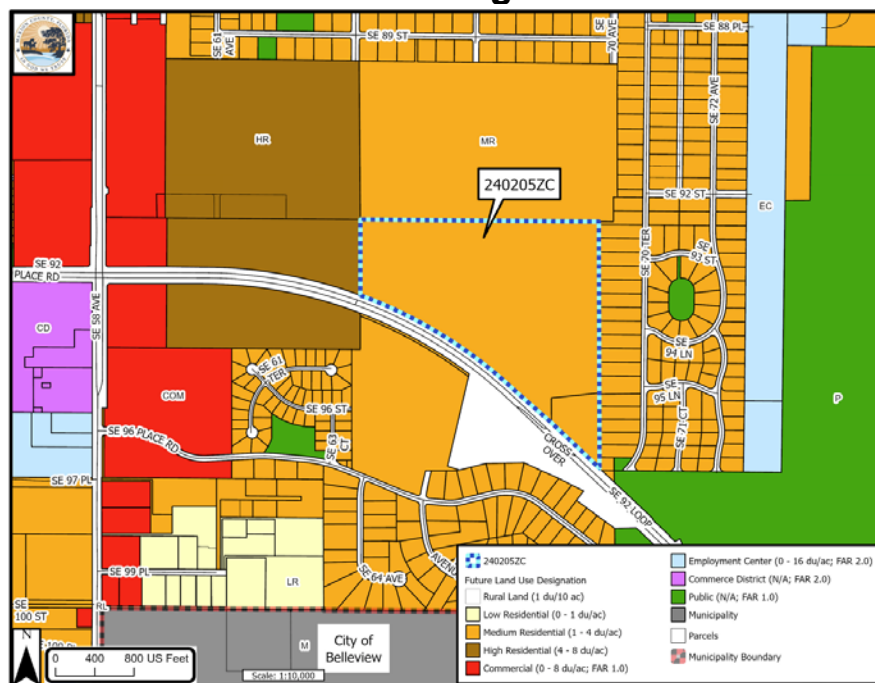 SE 61 AVE
SE 89 ST
SE 70 AVE
SE 88 PL
SE 72 AVE
HR
MR
240205ZC
SE 92 ST
EC
SE 70 TER
SE 93 ST
SE 92
PLACE RD
SE 58 AVE
CD
SE 94 LN
SE 61 TER
COM
SE 96 ST
SE 95 LN
SE 71 CT
P
SE 63 CT
CROSS OVER
SE 96 PLACE RD
SE 97 PL
SE 92 LOOP
SE 64 AVE
AVENU
SE 99 PL
LR
RL
SE 100 ST
M
City of
Belleview
N
0 400 800 US Feet
Scale: 1:10,000
240205ZC
Future Land Use Designation
Rural Land (1 du/10 ac)
Low Residential (0 - 1 du/ac)
Medium Residential (1 - 4 du/ac)
High Residential (4 - 8 du/ac)
Commercial (0 - 8 du/ac; FAR 1.0)
Employment Center (0 - 16 du/ac; FAR 2.0)
Commerce District (N/A; FAR 2.0)
Public (N/A; FAR 1.0)
Municipality
Parcels
Municipality Boundary